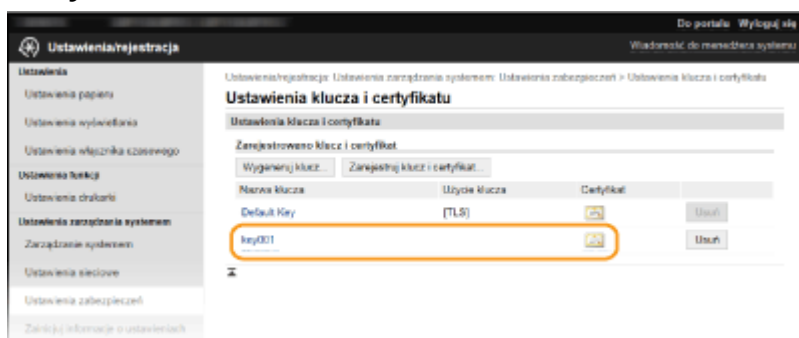 Do portalu Wyloguj się
Ustawienia/rejestracja
Wiadomość do menedżera systemu
Ustawienia
Ustawienia papieru
Ustawienia wyświetlania
Ustawienia włącznika czasowego
Ustawienia funkcji
Ustawienia drukarki
Ustawienia zarządzania systemem
Zarządzanie systemem
Ustawienia sieciowe
Ustawienia zabezpieczeń
Zainicjuj informacje o ustawieniach
Ustawienia/rejestracja: Ustawienia zarządzania systemem: Ustawienia zabezpieczeń > Ustawienia klucza i certyfikatu
Ustawienia klucza i certyfikatu
Ustawienia klucza i certyfikatu
Zarejestrowano klucz i certyfikat
Wygeneruj klucz... Zarejestruj klucz i certyfikat...
Nazwa klucza Użycie klucza Certyfikat
Default Key [TLS] Usuń
key001 Usuń